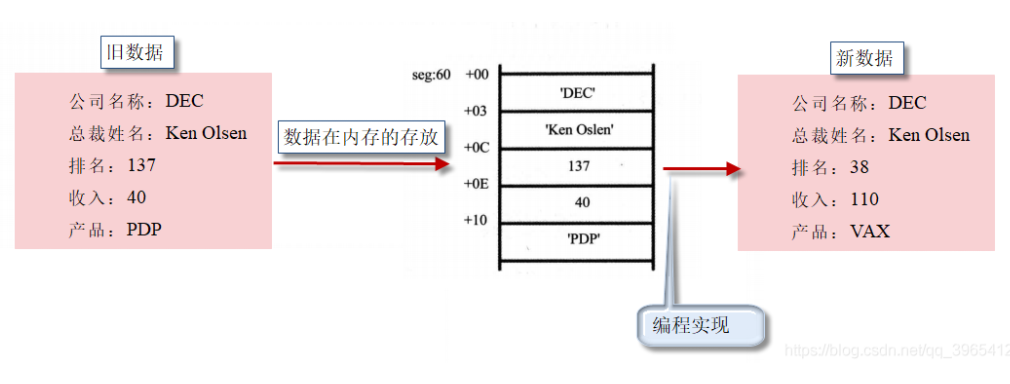 旧数据
公司名称：DEC
总裁姓名：Ken Olsen
排名：137
收入：40
产品：PDP
数据在内存的存放
seg:60 +00
'DEC'
+03
'Ken Oslen'
+0C
137
+0E
40
+10
'PDP'
编程实现
新数据
公司名称：DEC
总裁姓名：Ken Olsen
排名：38
收入：110
产品：VAX
https://blog.csdn.net/qq_3965412